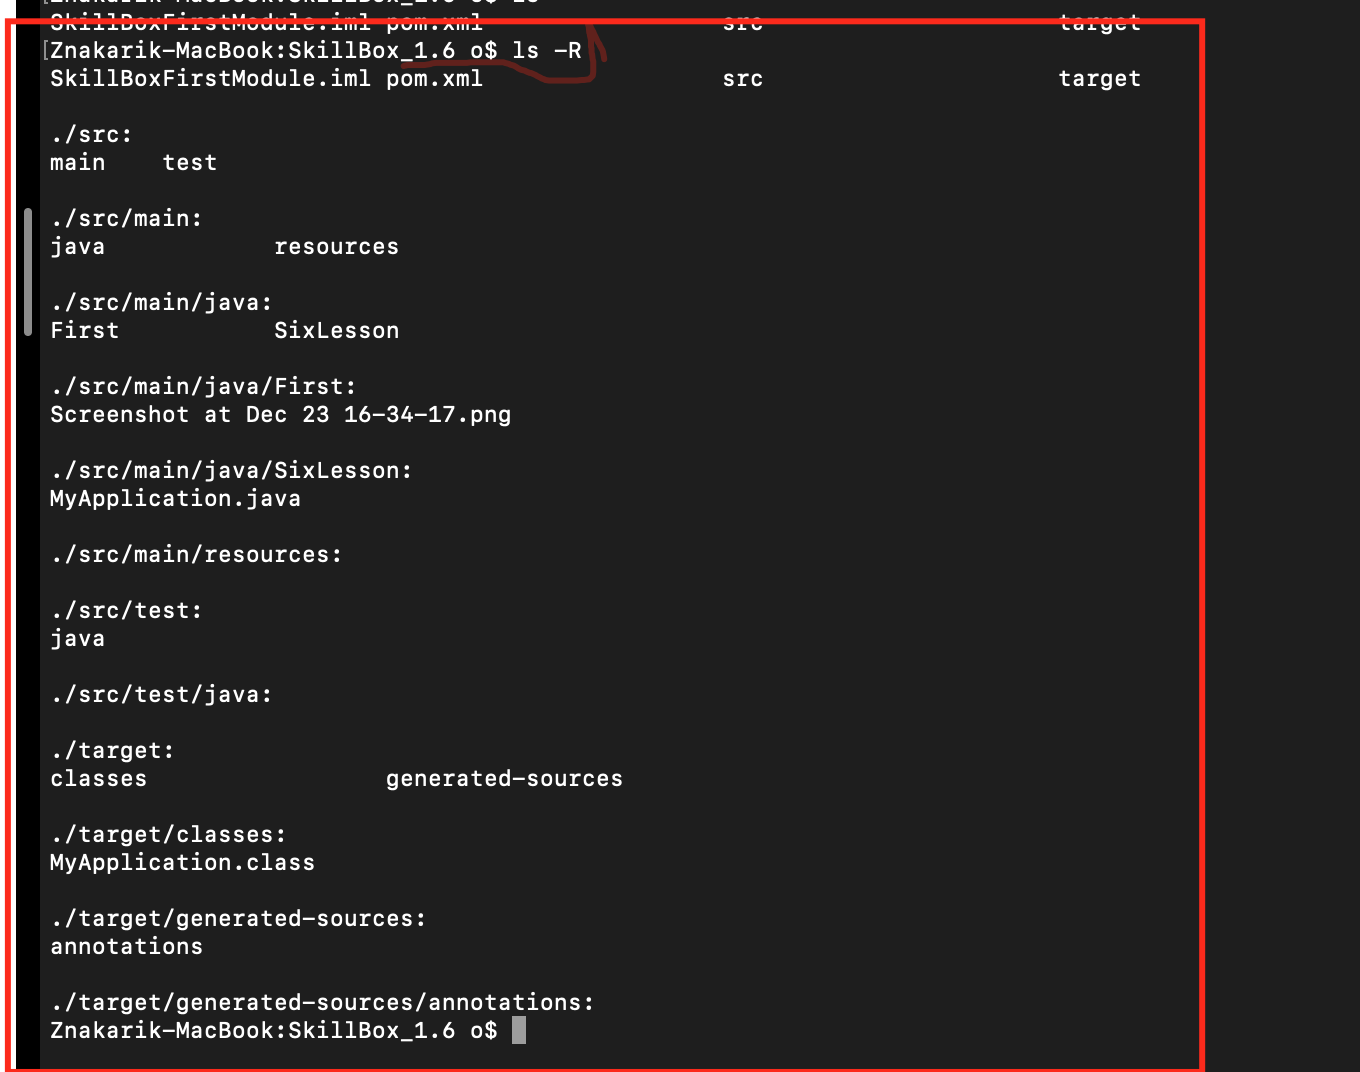 Znakarik-MacBook:SkillBox_1.6 o$ ls
SkillBoxFirstModule.iml pom.xml src target
[Znakarik-MacBook:SkillBox_1.6 o$ ls -R
SkillBoxFirstModule.iml pom.xml src target
./src:
main test
./src/main:
java resources
./src/main/java:
First SixLesson
./src/main/java/First:
Screenshot at Dec 23 16-34-17.png
./src/main/java/SixLesson:
MyApplication.java
./src/main/resources:
./src/test:
java
./src/test/java:
./target:
classes generated-sources
./target/classes:
MyApplication.class
./target/generated-sources:
annotations
./target/generated-sources/annotations:
Znakarik-MacBook:SkillBox_1.6 o$